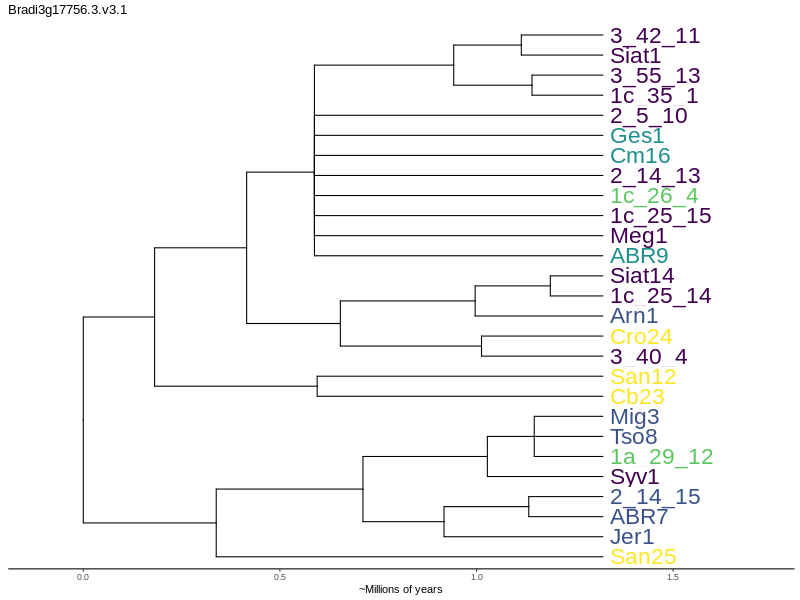 Bradi3g17756.3.v3.1
3_42_11
Siat1
3_55_13
1c_35_1
2_5_10
Ges1
Cm16
2_14_13
1c_26_4
1c_25_15
Meg1
ABR9
Siat14
1c_25_14
Arn1
Cro24
3_40_4
San12
Cb23
Mig3
Tso8
1a_29_12
Syv1
2_14_15
ABR7
Jer1
San25
0.0 0.5 1.0 1.5
~Millions of years